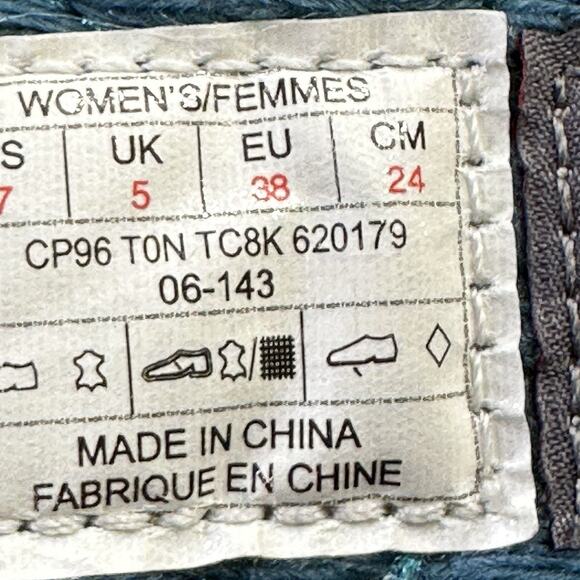 WOMEN'S/FEMMES
S UK EU CM
7 5 38 24
CP96 T0N TC8K 620179
06-143
MADE IN CHINA
FABRIQUE EN CHINE